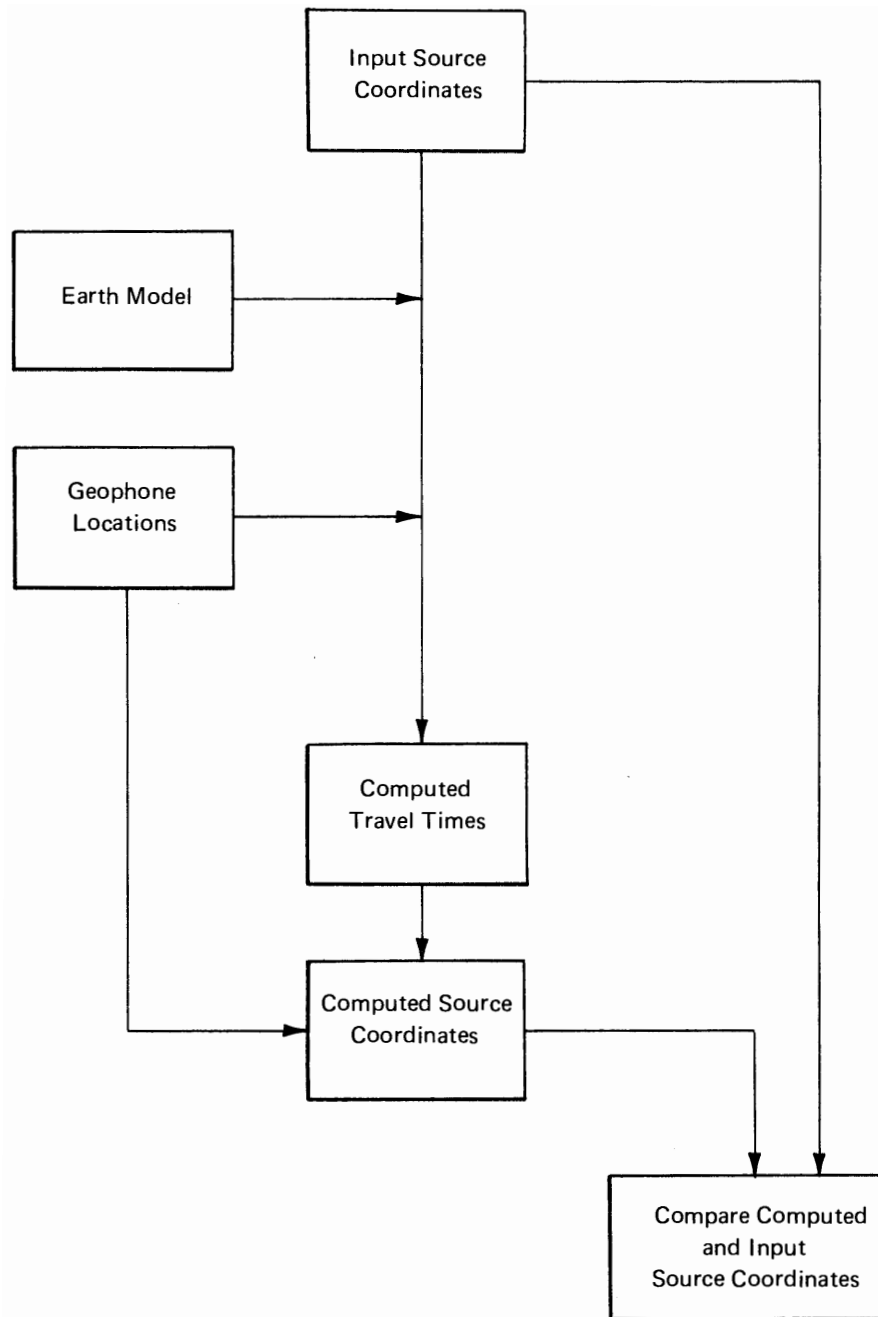 Input Source
Coordinates
Earth Model
Geophone
Locations
Computed
Travel Times
Computed Source
Coordinates
Compare Computed
and Input
Source Coordinates